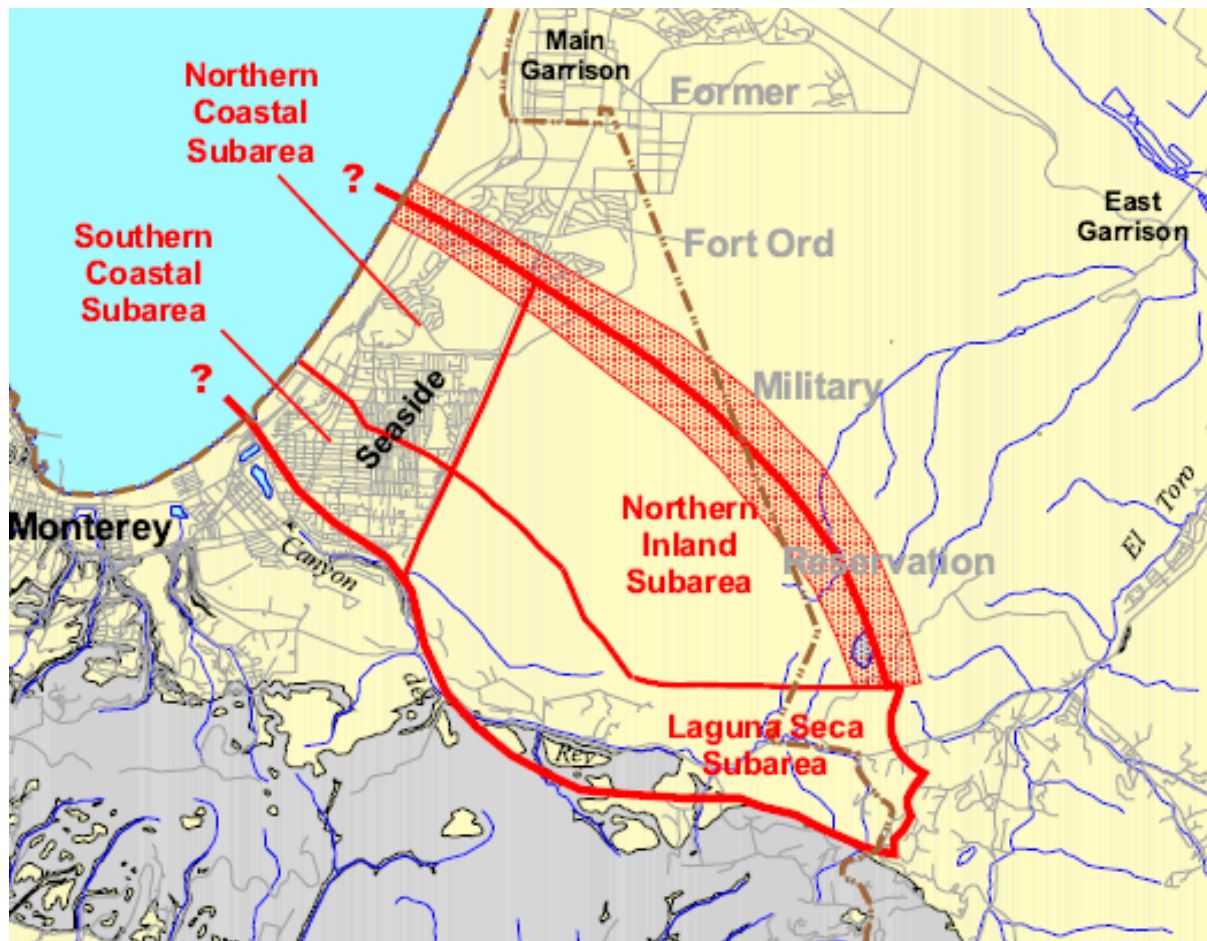 Main
Garrison
Northern
Coastal
Subarea
Former
?
East
Garrison
Southern
Coastal
Subarea
Fort Ord
?
Military
Seaside
El Toro
Northern
Inland
Subarea
Monterey
Canyon
Reservation
del
Laguna Seca
Subarea
Rey